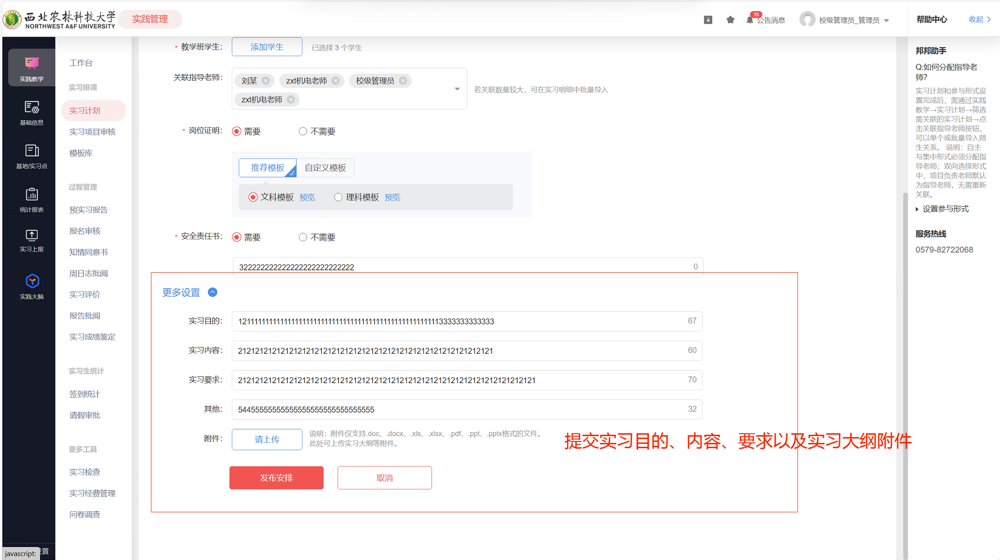 西北农林科技大学
NORTHWEST A&F UNIVERSITY
实践管理
15
公告消息
校级管理员_管理员
帮助中心
收起
实践教学
基础信息
基地/实习点
统计报表
实习上报
实践大脑
置
javascript:
工作台
实习排课
实习计划
实习项目审核
模板库
过程管理
预实习报告
报名审核
知情同意书
周日志批阅
实习评价
报告批阅
实习成绩鉴定
实习生统计
签到统计
请假审批
更多工具
实习检查
实习经费管理
问卷调查
* 教学班学生： 添加学生 已选择 3 个学生
关联指导老师： 刘某 zxt机电老师 校级管理员
zxt机电老师
若关联数量较大，可在实习明细中批量导入
* 岗位证明： 需要 不需要
推荐模板 自定义模板
文科模板 预览 理科模板 预览
* 安全责任书： 需要 不需要
0
更多设置
实习目的： 67
实习内容： 60
实习要求： 70
其他： 32
附件： 请上传
说明：附件仅支持.doc、.docx、.xls、.xlsx、.pdf、.ppt、.pptx格式的文件。
此处可上传实习大纲等附件。
提交实习目的、内容、要求以及实习大纲附件
发布安排 取消
邦邦助手
Q:如何分配指导老
师？
实习计划和参与形式设
置完成后，需通过实践
教学→实习计划→筛选
需关联的实习计划→点
击关联指导老师按钮，
可以单个或批量导入师
生关系。 说明：自主
与集中形式必须分配指
导老师；双向选择形式
中，项目负责老师默认
为指导老师，无需重新
关联。
设置参与形式
服务热线
0579-82722068